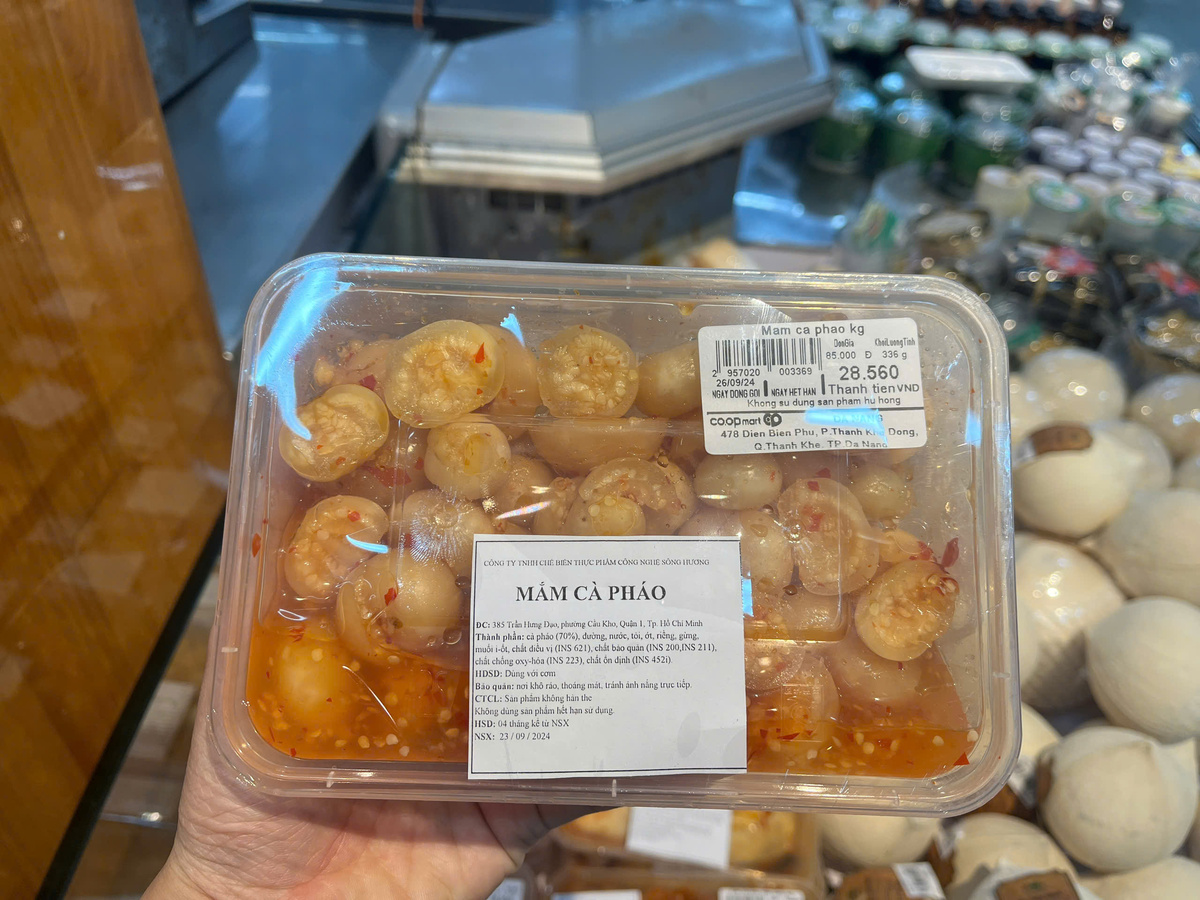 Mam ca phao kg
DonGia KhoiLuongTinh
85.000 Đ 336 g
2 957020 003369
28.560
26/09/24
NGAY DONG GOI NGAY HET HAN Thanh tien VND
Khong su dung san pham hu hong
co.opmart
478 Dien Bien Phu, P.Thanh Khe Dong,
Q.Thanh Khe, TP.Da Nang
CÔNG TY TNHH CHẾ BIẾN THỰC PHẨM CÔNG NGHỆ SÔNG HƯƠNG
MẮM CÀ PHÁO
ĐC: 385 Trần Hưng Đạo, phường Cầu Kho, Quận 1, Tp. Hồ Chí Minh
Thành phần: cà pháo (70%), đường, nước, tỏi, ớt, riềng, gừng,
muối i-ốt, chất điều vị (INS 621), chất bảo quản (INS 200,INS 211),
chất chống oxy-hóa (INS 223), chất ổn định (INS 452i)
HDSD: Dùng với cơm
Bảo quản: nơi khô ráo, thoáng mát, tránh ánh nắng trực tiếp.
CTCL: Sản phẩm không hàn the
Không dùng sản phẩm hết hạn sử dụng.
HSD: 04 tháng kể từ NSX
NSX: 23 / 09 / 2024